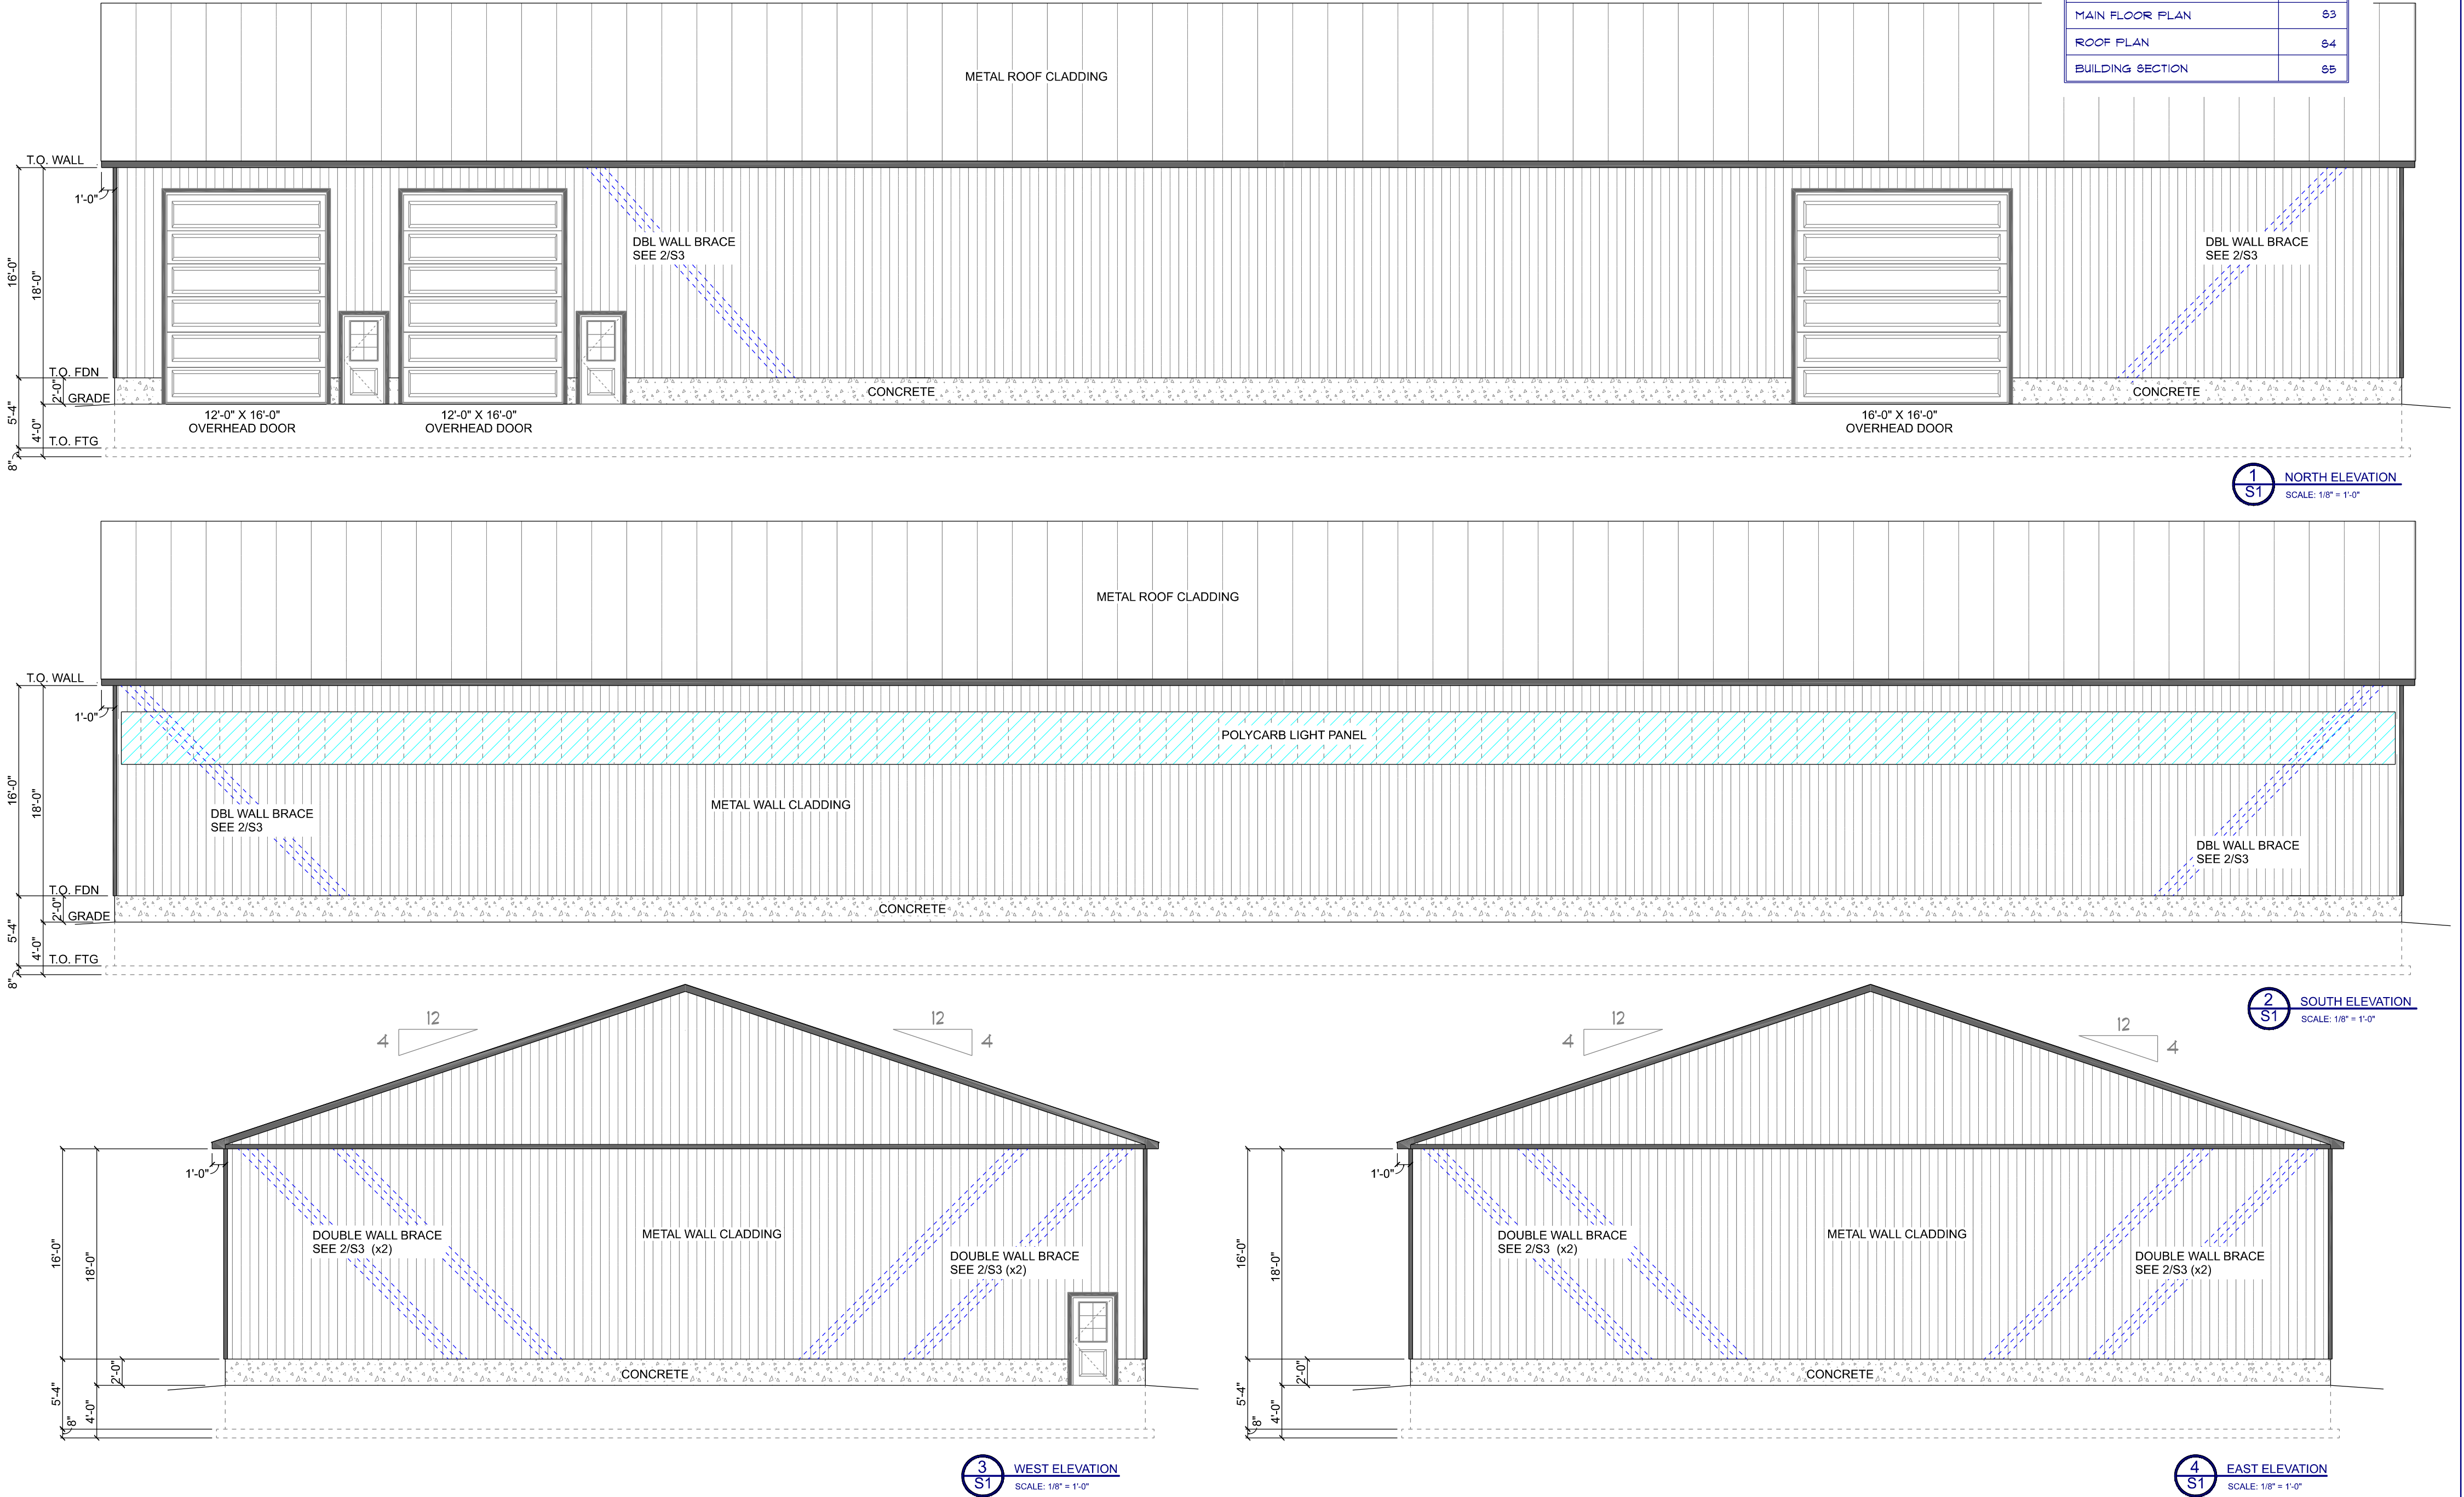 MAIN FLOOR PLAN S3
ROOF PLAN S4
BUILDING SECTION S5
METAL ROOF CLADDING
T.O. WALL
1'-0"
16'-0"
18'-0"
DBL WALL BRACE
SEE 2/S3
DBL WALL BRACE
SEE 2/S3
T.O. FDN
2'-0"
GRADE
CONCRETE
CONCRETE
5'-4"
4'-0"
12'-0" X 16'-0"
OVERHEAD DOOR
12'-0" X 16'-0"
OVERHEAD DOOR
16'-0" X 16'-0"
OVERHEAD DOOR
T.O. FTG
8"
1
S1
NORTH ELEVATION
SCALE: 1/8" = 1'-0"
METAL ROOF CLADDING
T.O. WALL
1'-0"
POLYCARB LIGHT PANEL
16'-0"
18'-0"
METAL WALL CLADDING
DBL WALL BRACE
SEE 2/S3
DBL WALL BRACE
SEE 2/S3
T.O. FDN
2'-0"
GRADE
CONCRETE
5'-4"
4'-0"
T.O. FTG
8"
2
S1
SOUTH ELEVATION
SCALE: 1/8" = 1'-0"
12
4
12
4
1'-0"
16'-0"
18'-0"
DOUBLE WALL BRACE
SEE 2/S3 (x2)
METAL WALL CLADDING
DOUBLE WALL BRACE
SEE 2/S3 (x2)
2'-0"
CONCRETE
5'-4"
8"
4'-0"
3
S1
WEST ELEVATION
SCALE: 1/8" = 1'-0"
12
4
12
4
1'-0"
16'-0"
18'-0"
DOUBLE WALL BRACE
SEE 2/S3 (x2)
METAL WALL CLADDING
DOUBLE WALL BRACE
SEE 2/S3 (x2)
2'-0"
CONCRETE
5'-4"
8"
4'-0"
4
S1
EAST ELEVATION
SCALE: 1/8" = 1'-0"